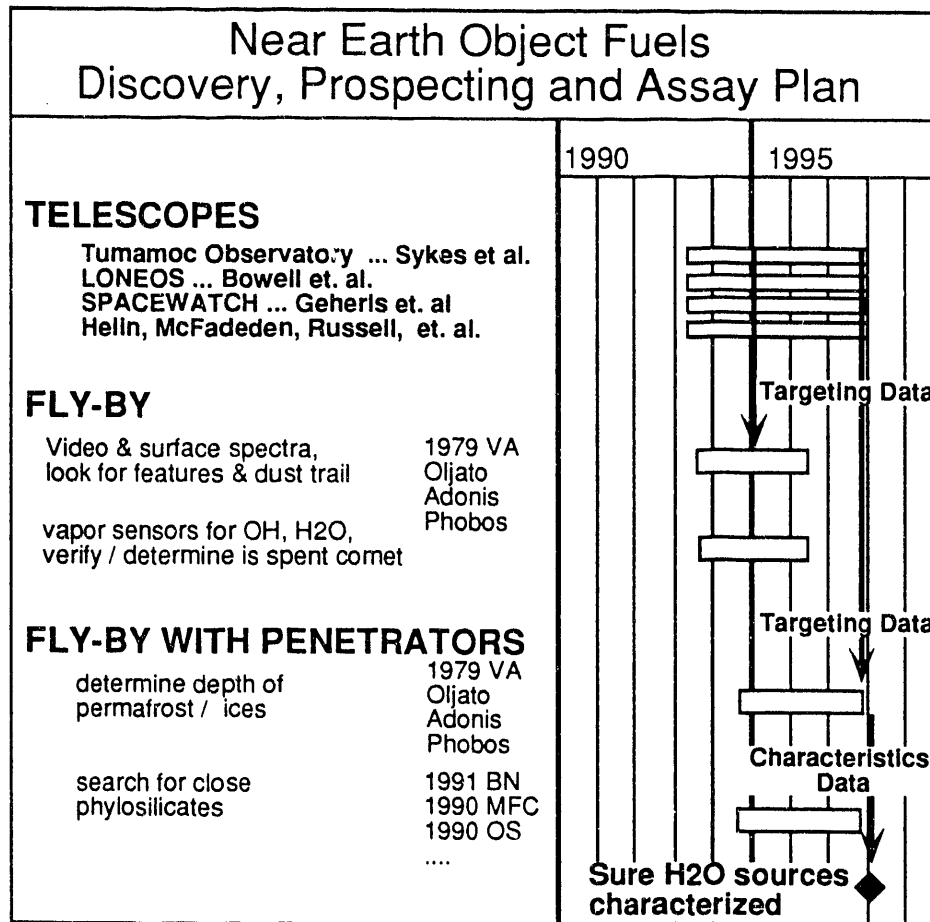 Near Earth Object Fuels
Discovery, Prospecting and Assay Plan
1990
1995
TELESCOPES
Tumamoc Observatory ... Sykes et al.
LONEOS ... Bowell et. al.
SPACEWATCH ... Geherls et. al
Helin, McFadeden, Russell, et. al.
Targeting Data
FLY-BY
Video & surface spectra,
look for features & dust trail
1979 VA
Oljato
Adonis
Phobos
vapor sensors for OH, H2O,
verify / determine is spent comet
Targeting Data
FLY-BY WITH PENETRATORS
determine depth of
permafrost / ices
1979 VA
Oljato
Adonis
Phobos
Characteristics
Data
search for close
phylosilicates
1991 BN
1990 MFC
1990 OS
....
Sure H2O sources
characterized